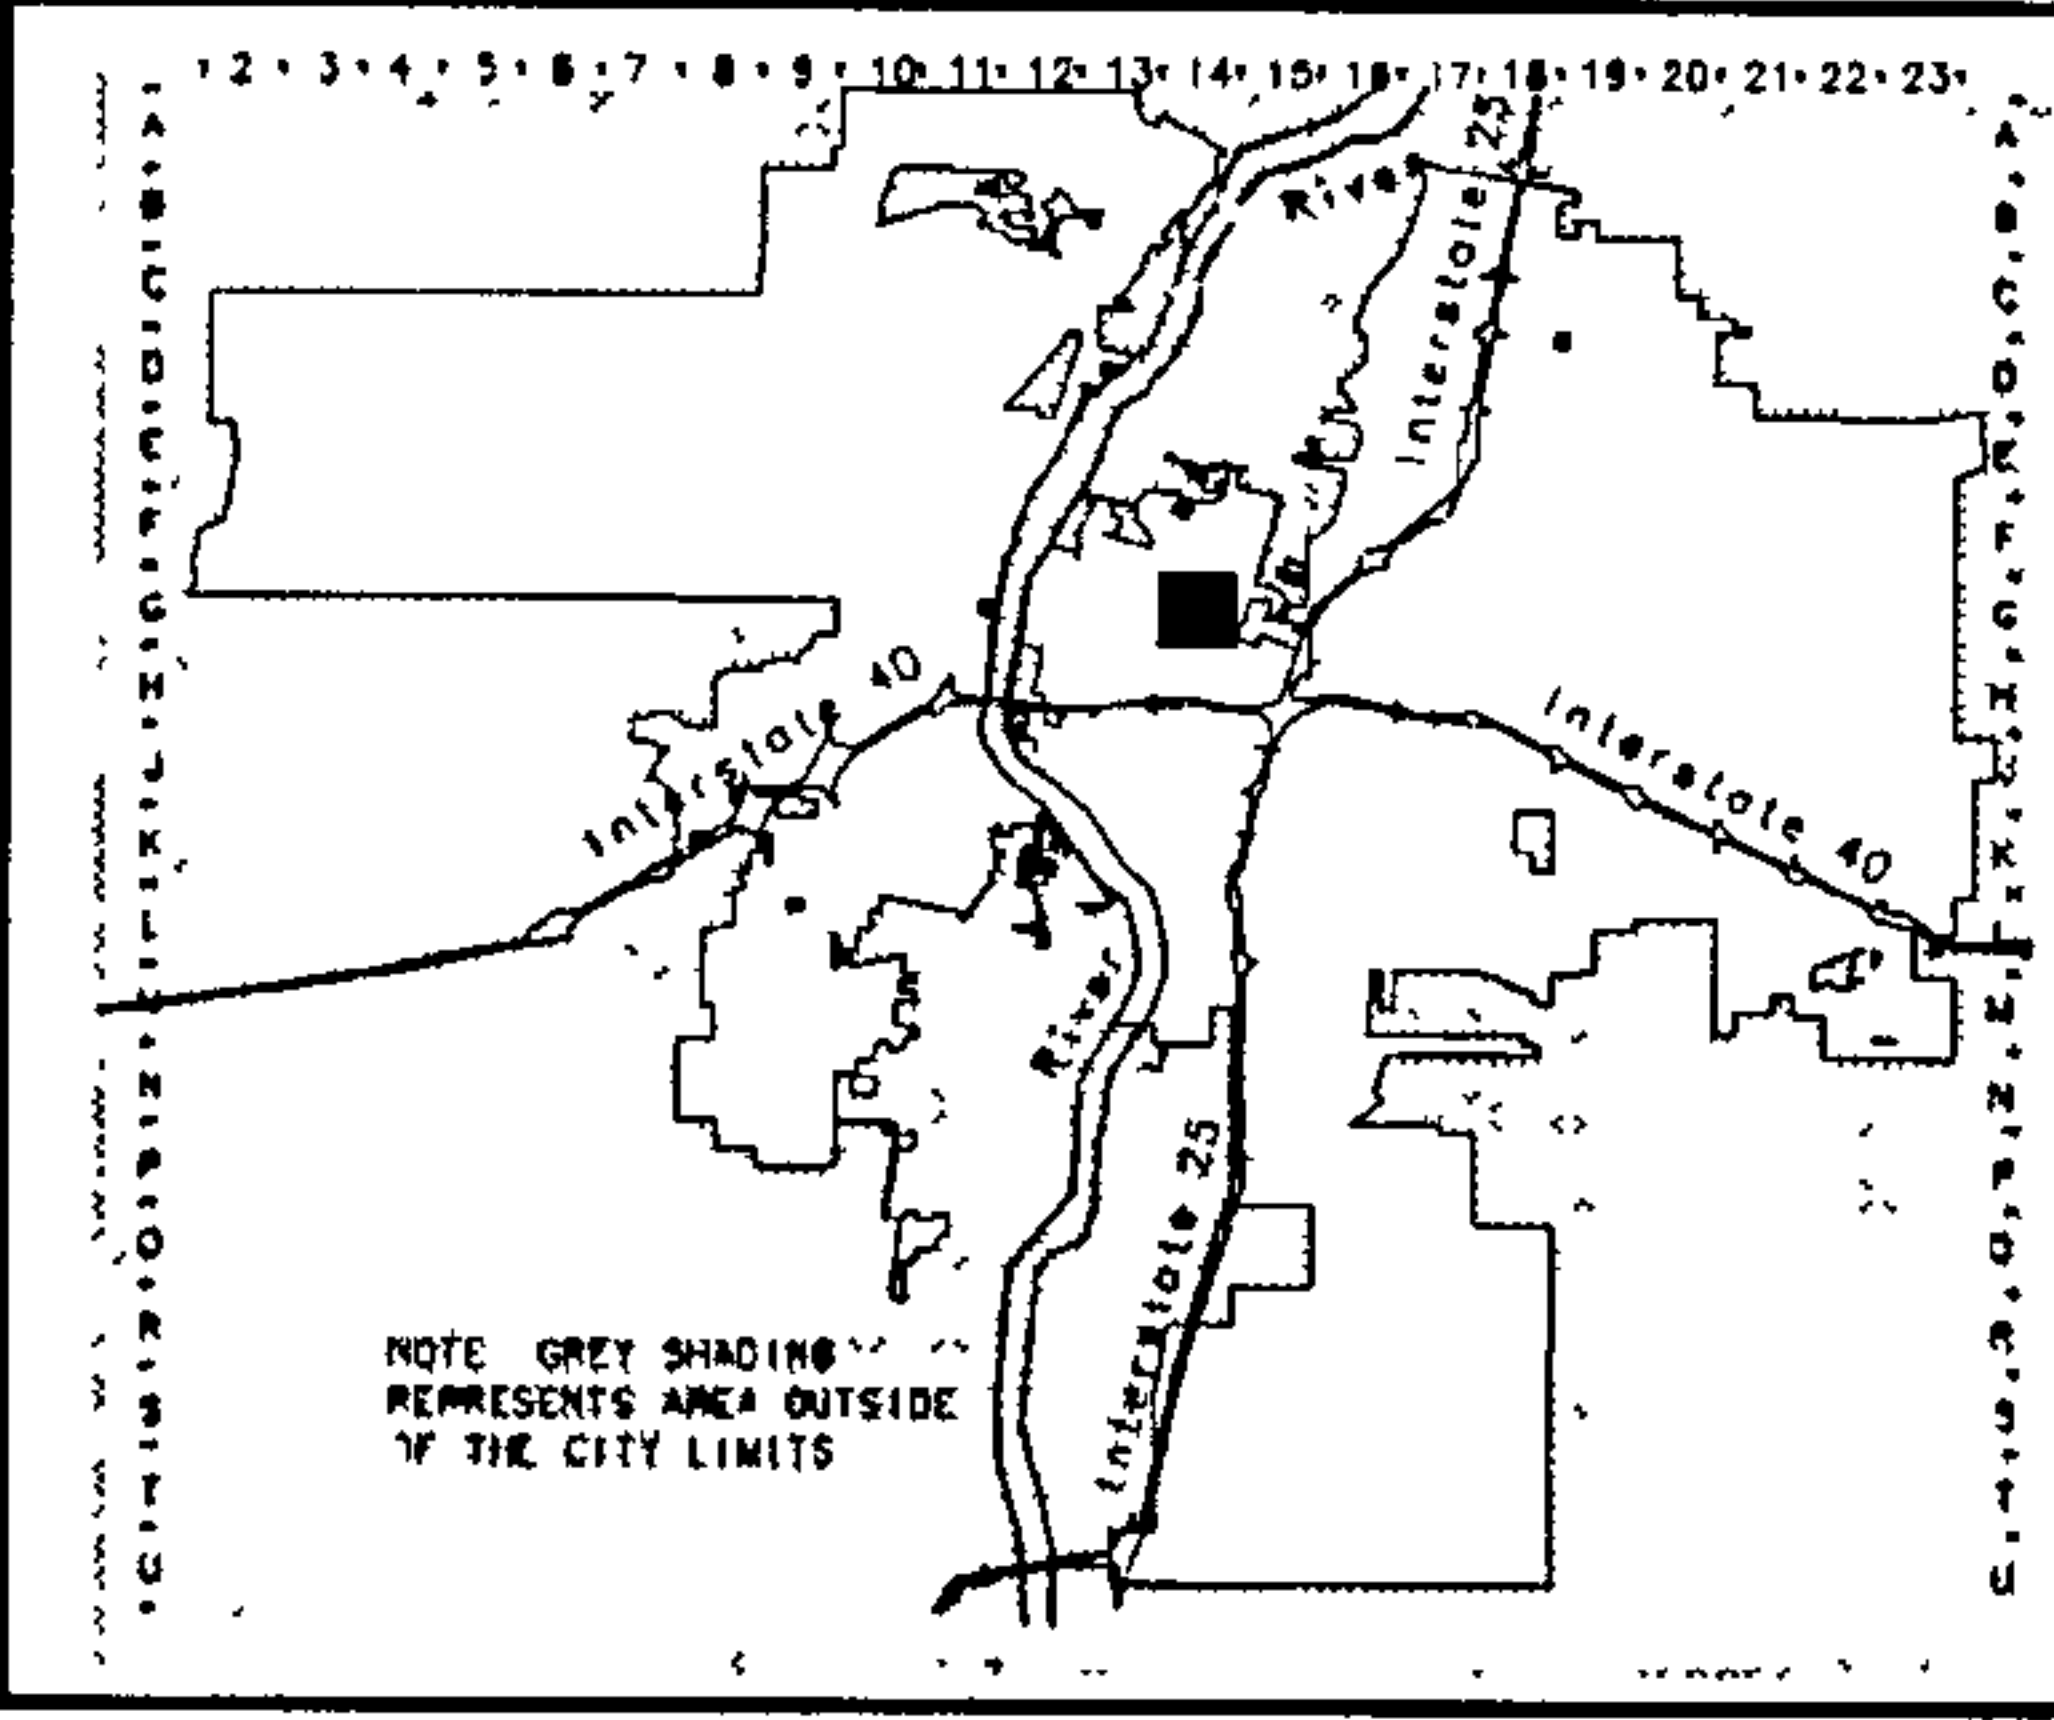 2 3 4 5 6 7 8 9 10 11 12 13 14 15 16 17 18 19 20 21 22 23
A A
B B
C C
D D
E E
F F
G G
H H
J J
K K
L L
M M
N N
P P
Q Q
R R
S S
T T
U U
River
Interstate 25
Interstate 40
Interstate 40
River
Interstate 25
NOTE GREY SHADING
REPRESENTS AREA OUTSIDE
OF THE CITY LIMITS